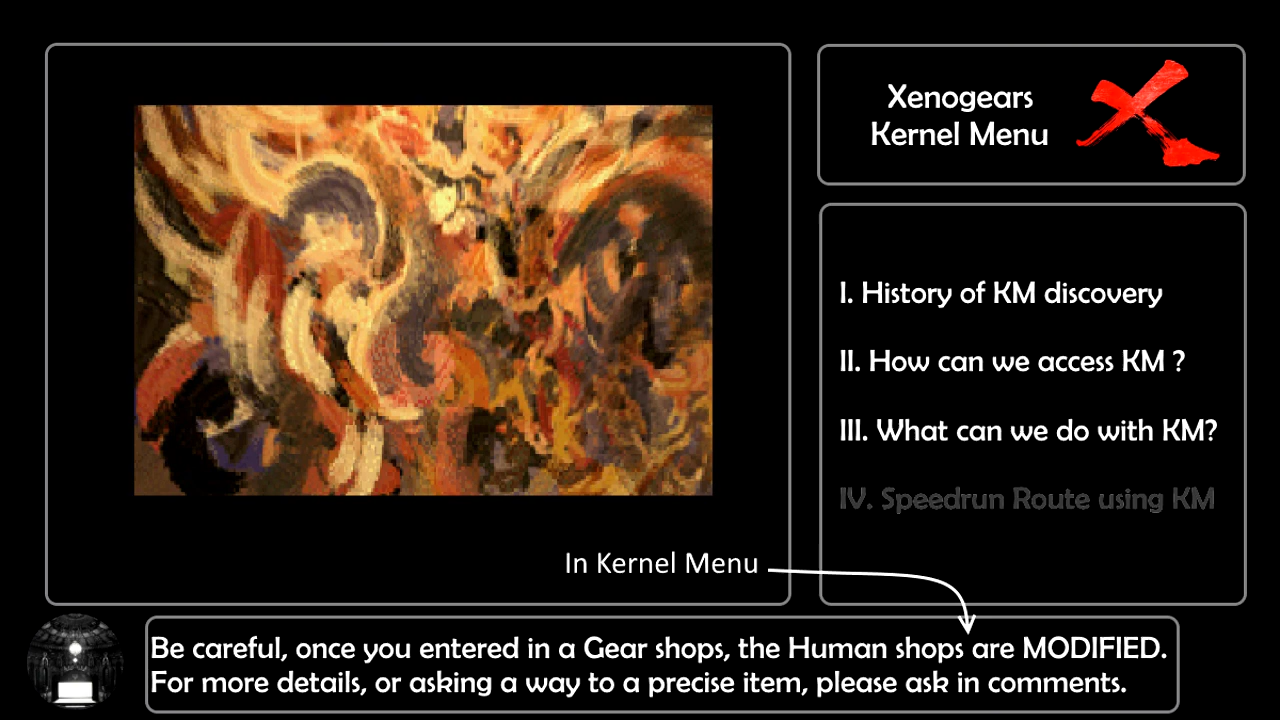 Xenogears
Kernel Menu
I. History of KM discovery
II. How can we access KM ?
III. What can we do with KM?
IV. Speedrun Route using KM
In Kernel Menu
Be careful, once you entered in a Gear shops, the Human shops are MODIFIED.
For more details, or asking a way to a precise item, please ask in comments.